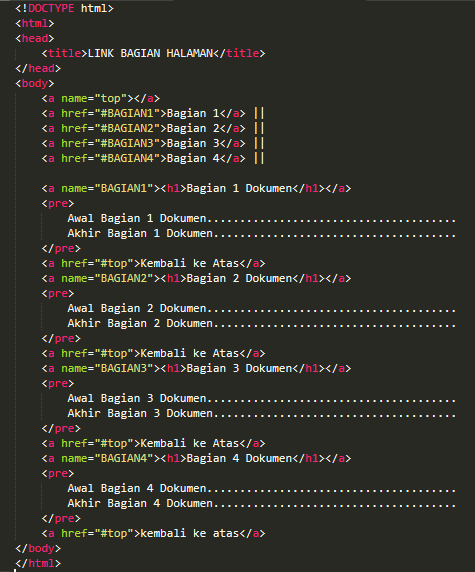 <!DOCTYPE html>
<html>
<head>
    <title>LINK BAGIAN HALAMAN</title>
</head>
<body>
    <a name="top"></a>
    <a href="#BAGIAN1">Bagian 1</a> ||
    <a href="#BAGIAN2">Bagian 2</a> ||
    <a href="#BAGIAN3">Bagian 3</a> ||
    <a href="#BAGIAN4">Bagian 4</a> ||

    <a name="BAGIAN1"><h1>Bagian 1 Dokumen</h1></a>
    <pre>
        Awal Bagian 1 Dokumen......................................
        Akhir Bagian 1 Dokumen.....................................
    </pre>
    <a href="#top">Kembali ke Atas</a>
    <a name="BAGIAN2"><h1>Bagian 2 Dokumen</h1></a>
    <pre>
        Awal Bagian 2 Dokumen......................................
        Akhir Bagian 2 Dokumen.....................................
    </pre>
    <a href="#top">Kembali ke Atas</a>
    <a name="BAGIAN3"><h1>Bagian 3 Dokumen</h1></a>
    <pre>
        Awal Bagian 3 Dokumen......................................
        Akhir Bagian 3 Dokumen.....................................
    </pre>
    <a href="#top">Kembali ke Atas</a>
    <a name="BAGIAN4"><h1>Bagian 4 Dokumen</h1></a>
    <pre>
        Awal Bagian 4 Dokumen......................................
        Akhir Bagian 4 Dokumen.....................................
    </pre>
    <a href="#top">kembali ke atas</a>
</body>
</html>